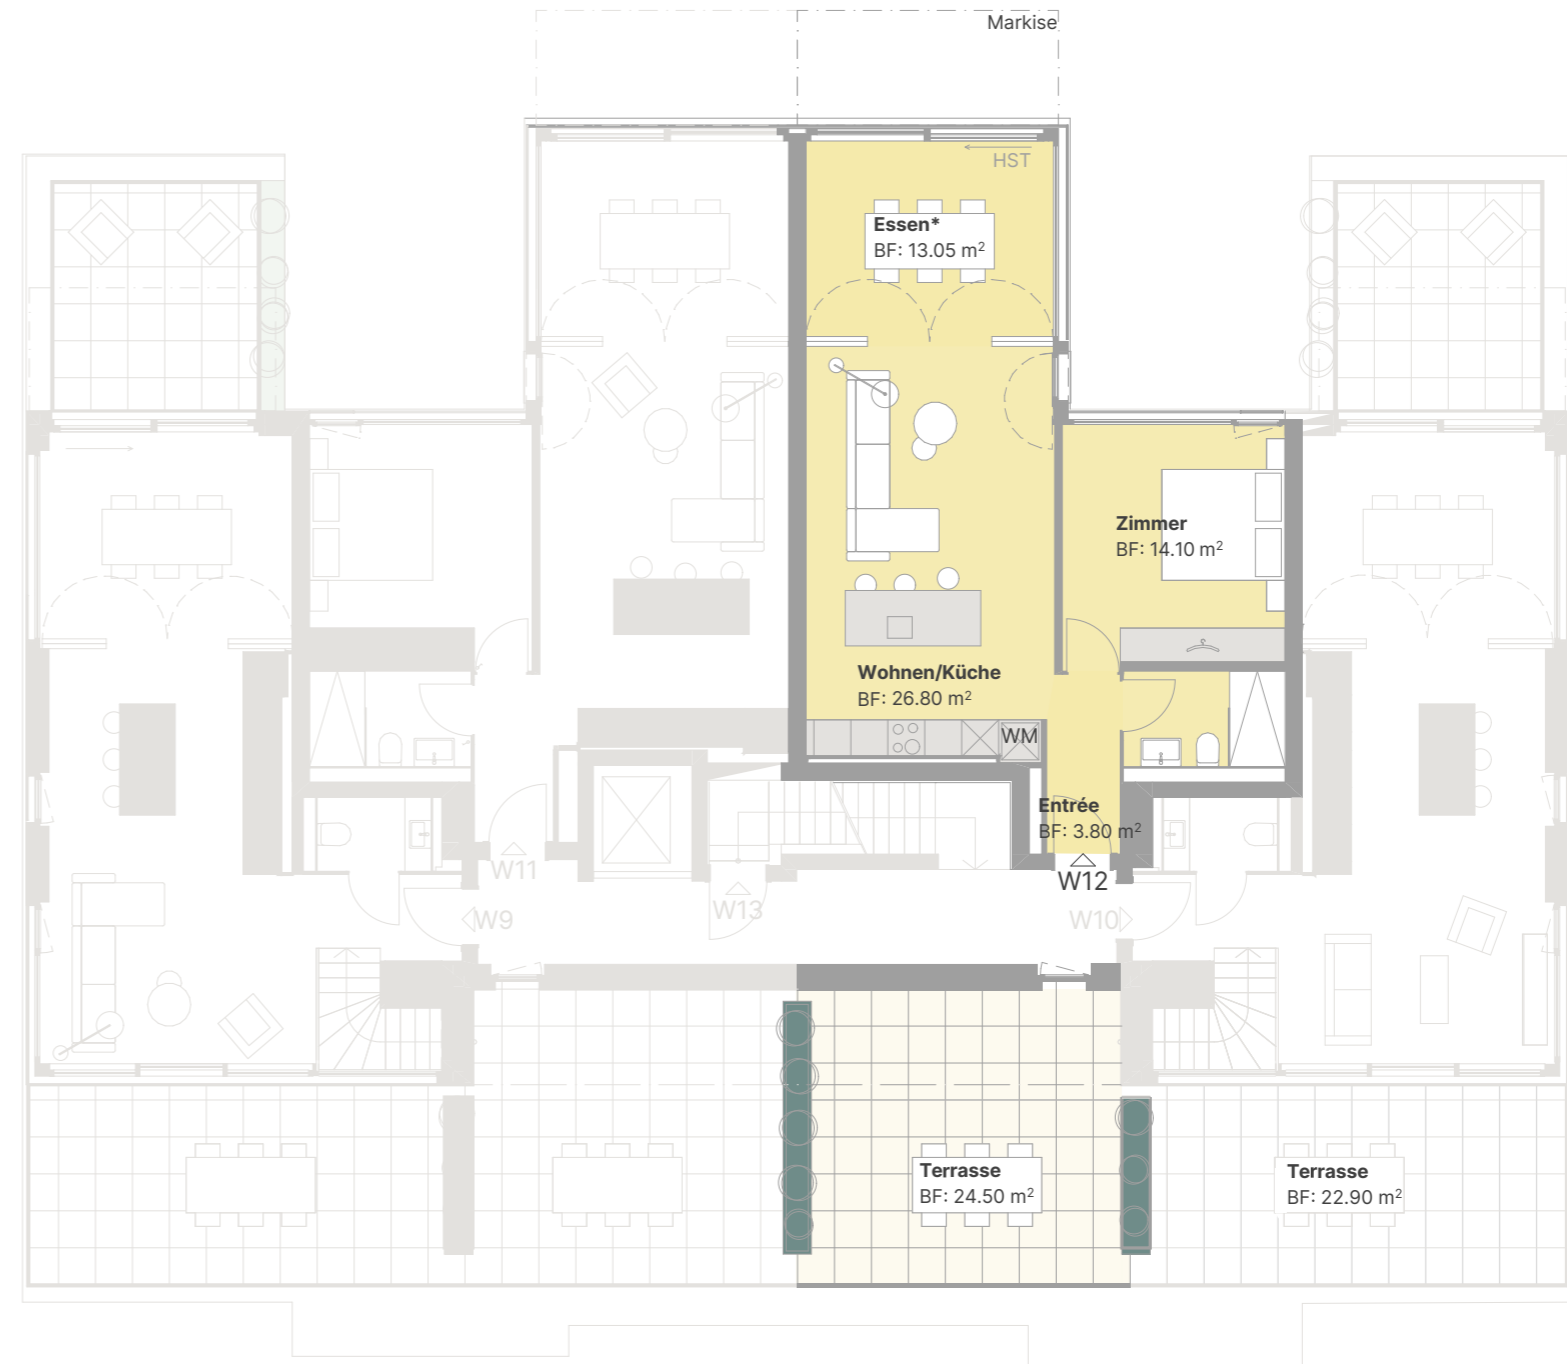 Markise
HST
Essen*
BF: 13.05 m²
Zimmer
BF: 14.10 m²
Wohnen/Küche
BF: 26.80 m²
WM
Entrée
BF: 3.80 m²
W11
W12
W13
W9
W10
Terrasse
BF: 24.50 m²
Terrasse
BF: 22.90 m²